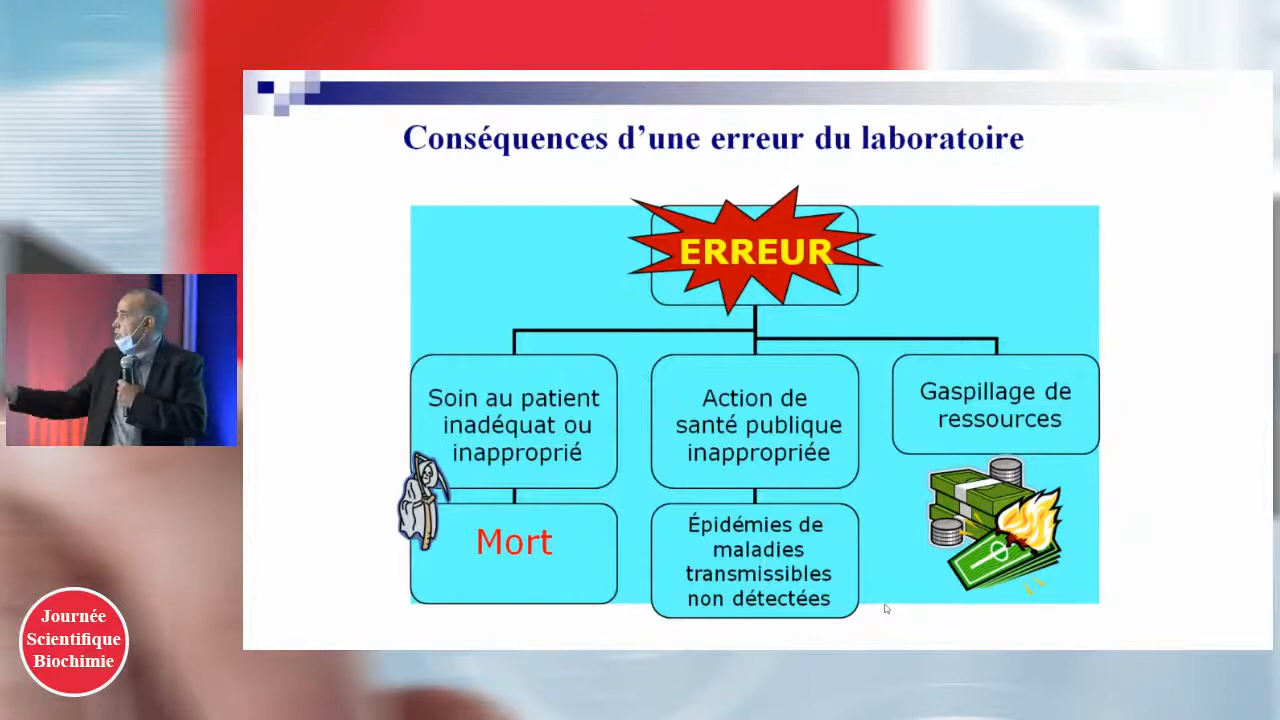 Conséquences d’une erreur du laboratoire
ERREUR
Soin au patient
inadéquat ou
inapproprié
Action de
santé publique
inappropriée
Gaspillage de
ressources
Mort
Épidémies de
maladies
transmissibles
non détectées
Journée
Scientifique
Biochimie